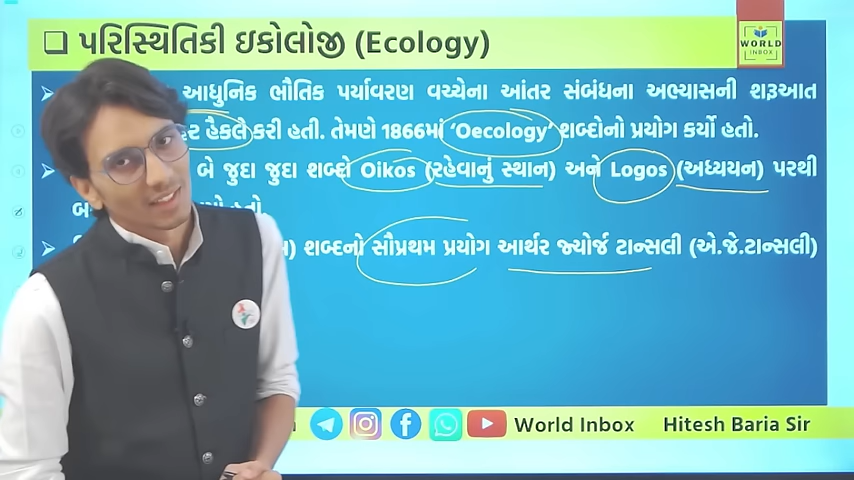 ❑ પરિસ્થિતિકી ઇકોલોજી (Ecology)
WORLD
INBOX
➤ આધુનિક ભૌતિક પર્યાવરણ વચ્ચેના આંતર સંબંધના અભ્યાસની શરૂઆત
હૈકલે કરી હતી. તેમણે 1866માં ‘Oecology’ શબ્દોનો પ્રયોગ કર્યો હતો.
➤ બે જુદા જુદા શબ્દો Oikos (રહેવાનું સ્થાન) અને Logos (અધ્યયન) પરથી
હતો.
➤ શબ્દનો સૌપ્રથમ પ્રયોગ આર્થર જ્યોર્જ ટાન્સલી (એ.જે.ટાન્સલી)
World Inbox Hitesh Baria Sir